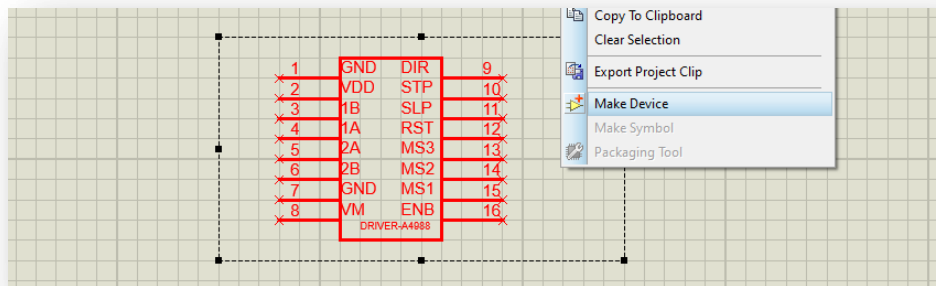 Copy To Clipboard
Clear Selection
Export Project Clip
Make Device
Make Symbol
Packaging Tool
1 GND DIR 9
2 VDD STP 10
3 1B SLP 11
4 1A RST 12
5 2A MS3 13
6 2B MS2 14
7 GND MS1 15
8 VM ENB 16
DRIVER-A4988